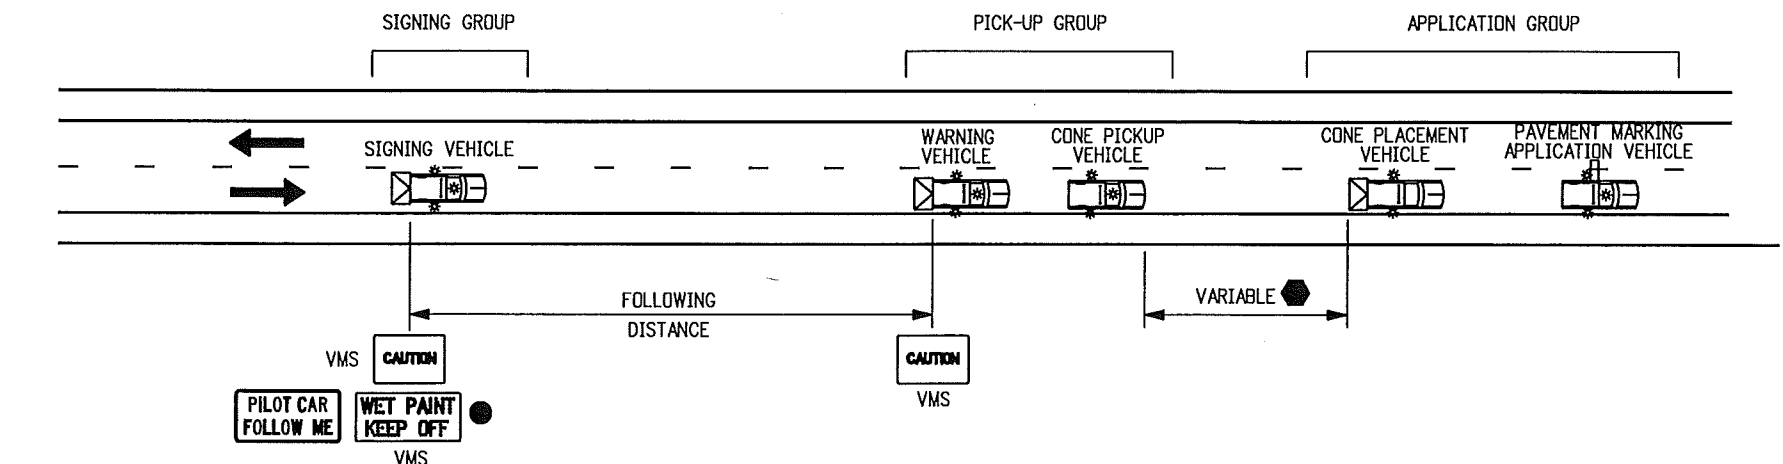 SIGNING GROUP
PICK-UP GROUP
APPLICATION GROUP
SIGNING VEHICLE
WARNING
VEHICLE
CONE PICKUP
VEHICLE
CONE PLACEMENT
VEHICLE
PAVEMENT MARKING
APPLICATION VEHICLE
FOLLOWING
DISTANCE
VARIABLE
VMS
CAUTION
CAUTION
VMS
PILOT CAR
FOLLOW ME
WET PAINT
KEEP OFF
VMS